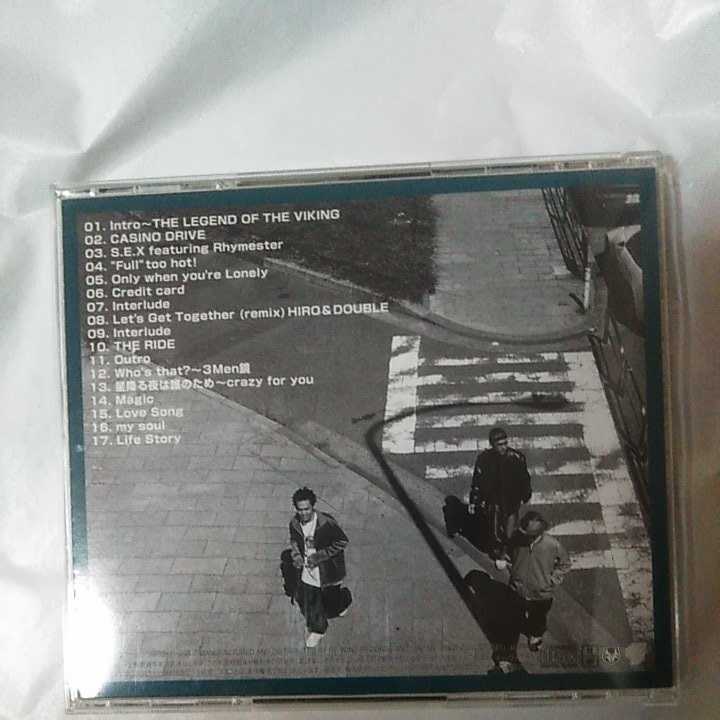 01. Intro～THE LEGEND OF THE VIKING
02. CASINO DRIVE
03. S.E.X featuring Rhymester
04. "Full" too hot!
05. Only when you're Lonely
06. Credit card
07. Interlude
08. Let's Get Together (remix) HIRO & DOUBLE
09. Interlude
10. THE RIDE
11. Outro
12. Who's that?～3Men鏡
13. 星降る夜は誰のため～crazy for you
14. Magic
15. Love Song
16. my soul
17. Life Story